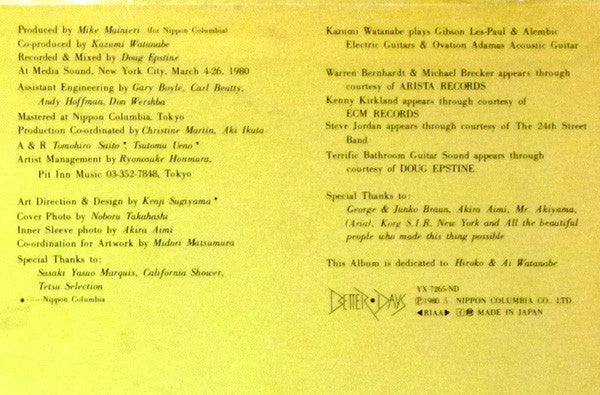 Produced by Mike Mainieri (for Nippon Columbia)
Co-produced by Kazumi Watanabe
Recorded & Mixed by Doug Epstine
At Media Sound, New York City, March 4-26, 1980
Assistant Engineering by Gary Boyle, Carl Beatty,
Andy Hoffman, Don Wershba
Mastered at Nippon Columbia, Tokyo
Production Co-ordinated by Christine Martin, Aki Ikuta
A & R Tomohiro Saito*, Tsutomu Ueno*
Artist Management by Ryonosuke Honmura,
Pit Inn Music 03-352-7848, Tokyo
Art Direction & Design by Kenji Sugiyama*
Cover Photo by Noboru Takahashi
Inner Sleeve photo by Akira Aimi
Co-ordination for Artwork by Midori Matsumura
Special Thanks to:
Sasaki Yasuo Marquis, California Shower,
Tetsu Selection
●——Nippon Columbia
Kazumi Watanabe plays Gibson Les-Paul & Alembic
Electric Guitars & Ovation Adamas Acoustic Guitar
Warren Bernhardt & Michael Brecker appears through
courtesy of ARISTA RECORDS
Kenny Kirkland appears through courtesy of
ECM RECORDS
Steve Jordan appears through courtesy of The 24th Street
Band
Terrific Bathroom Guitar Sound appears through
courtesy of DOUG EPSTINE
Special Thanks to:
George & Junko Braun, Akira Aimi, Mr. Akiyama,
(Aria), Korg S.I.R, New York and All the beautiful
people who made this thing possible
This Album is dedicated to Hiroko & Ai Watanabe
BETTER•DAYS
YX-7265-ND
Ⓟ1980. 5 NIPPON COLUMBIA CO., LTD.
◀RIAA▶ MADE IN JAPAN